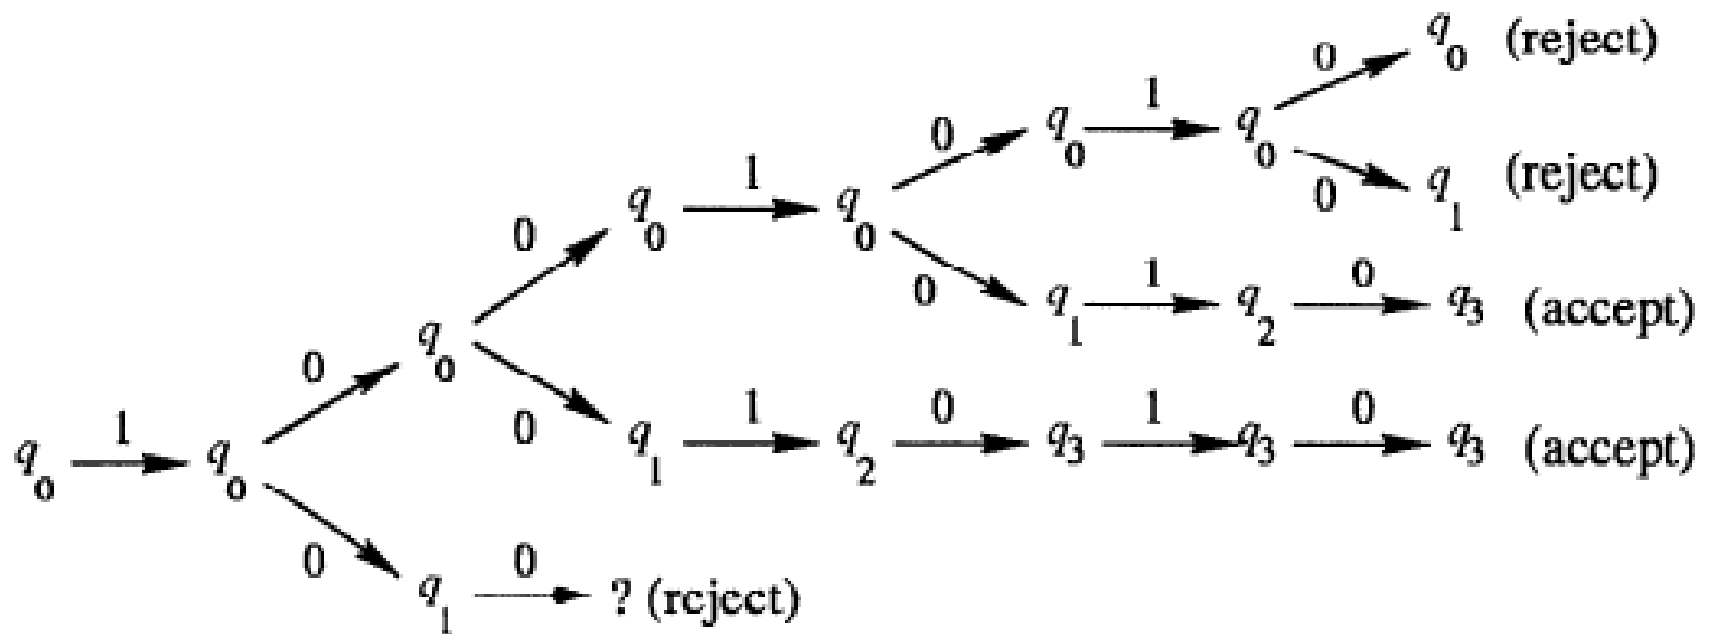 0 q0 (reject)
0 q0 1 q0
1 0 q1 (reject)
0 q0 q0
0 q1 1 q2 0 q3 (accept)
0 q0
0 q1 1 q2 0 q3 1 q3 0 q3 (accept)
q0 1 q0
0 q1 0 ? (reject)